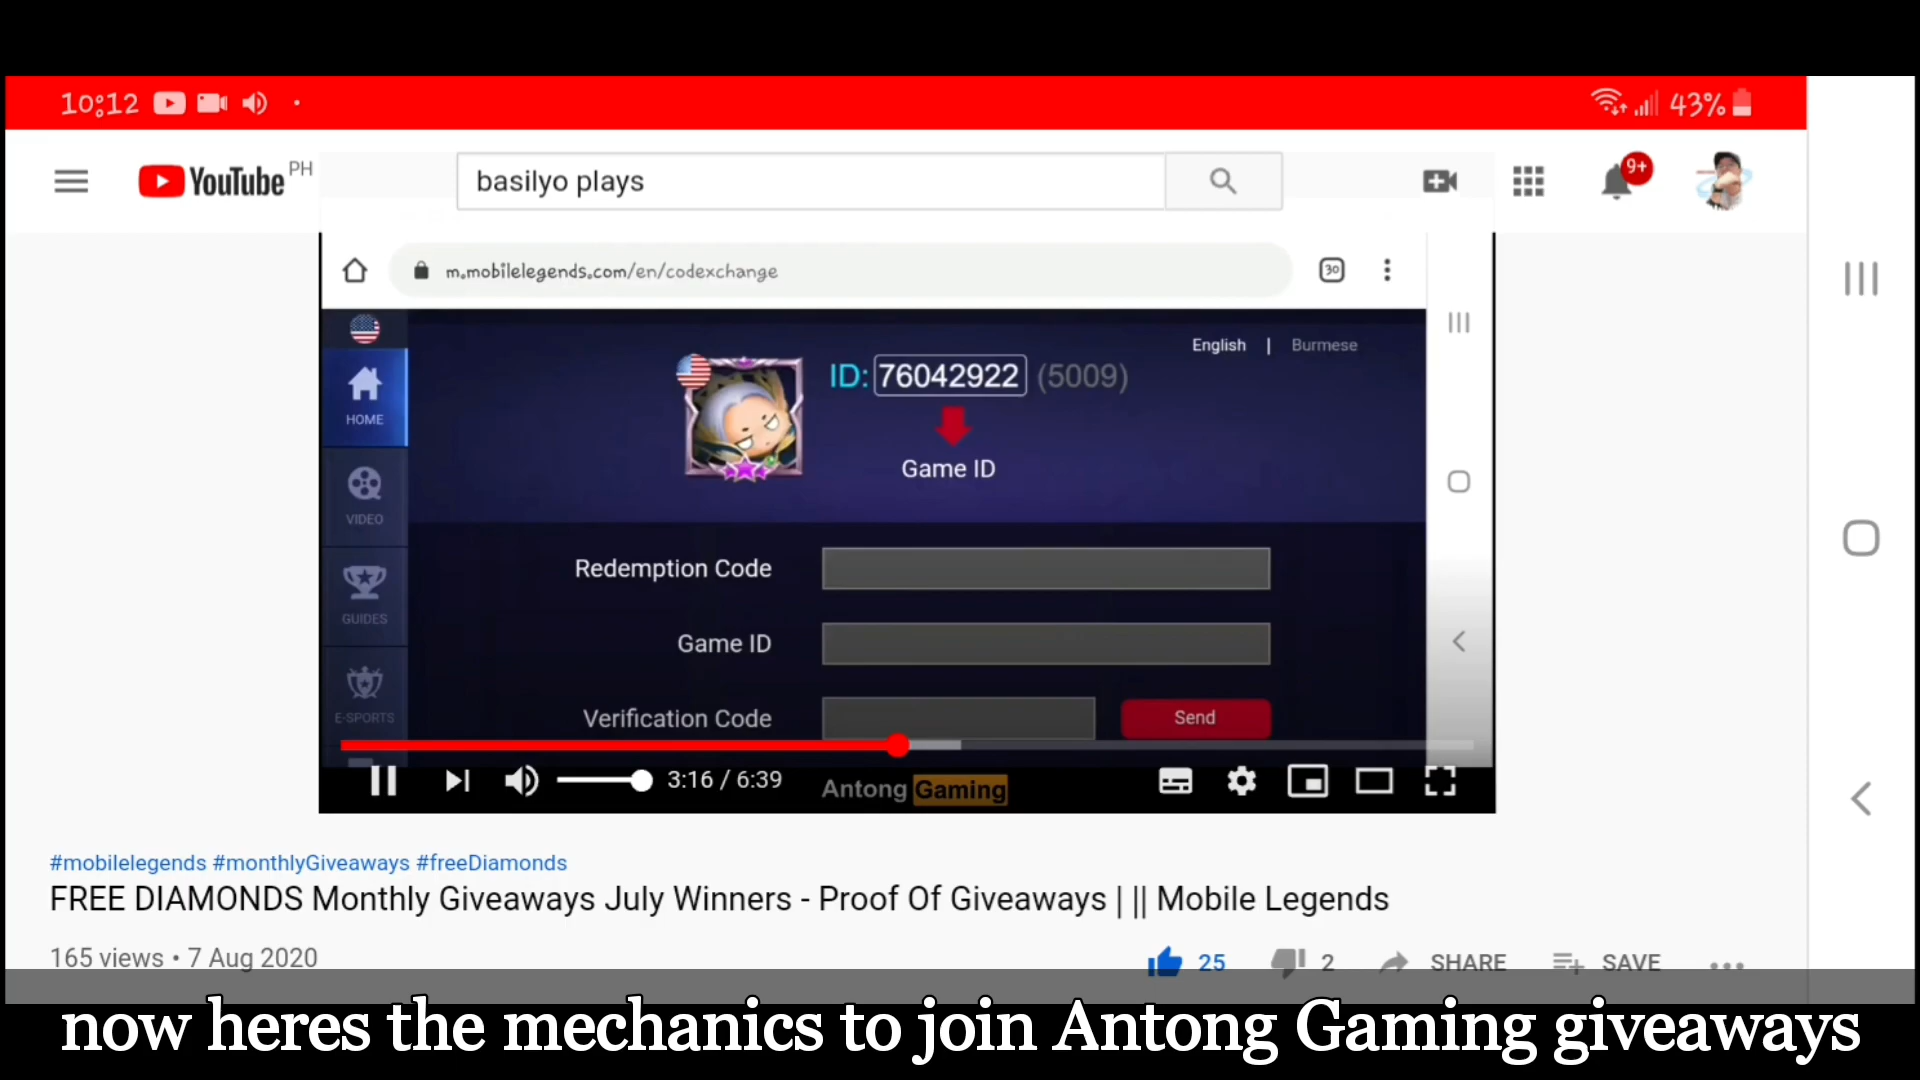 10:12
43%
YouTube PH
basilyo plays
9+
m.mobilelegends.com/en/codexchange
30
English | Burmese
ID: 76042922 (5009)
Game ID
HOME
VIDEO
GUIDES
E-SPORTS
Redemption Code
Game ID
Verification Code
Send
3:16 / 6:39
Antong Gaming
#mobilelegends #monthlyGiveaways #freeDiamonds
FREE DIAMONDS Monthly Giveaways July Winners - Proof Of Giveaways | || Mobile Legends
165 views • 7 Aug 2020
25
2
SHARE
SAVE
now heres the mechanics to join Antong Gaming giveaways